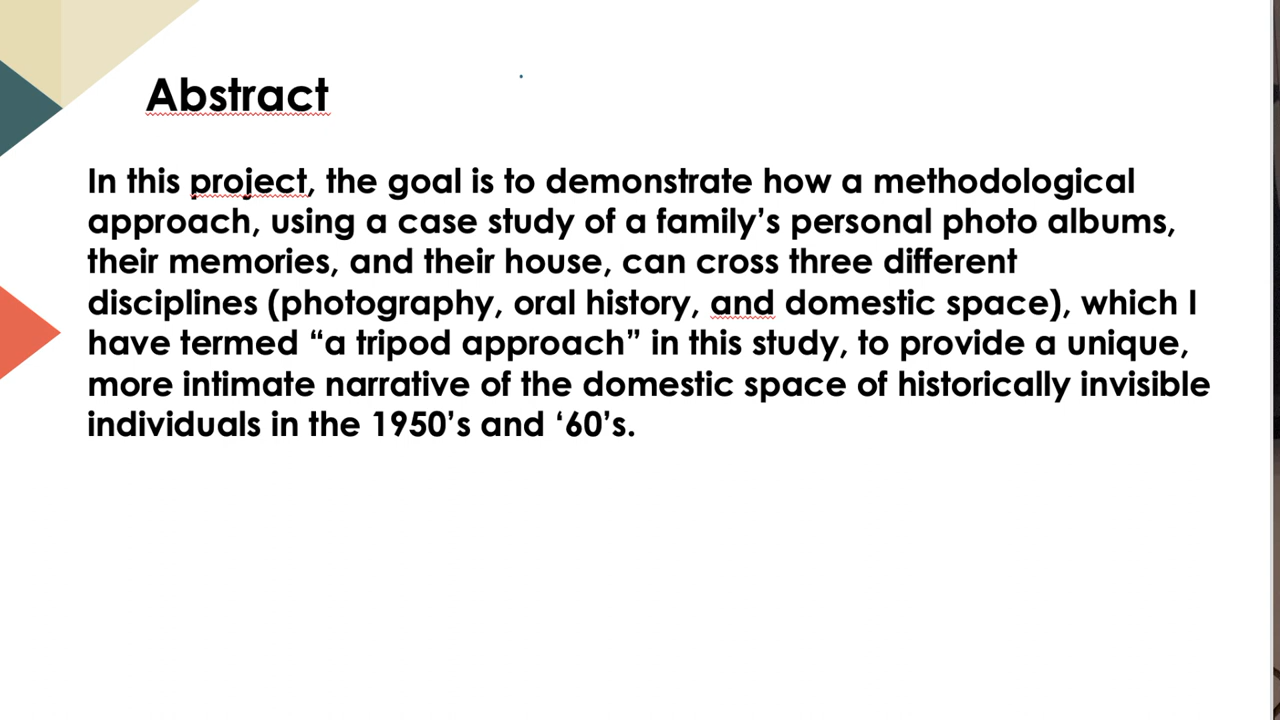 Abstract
In this project, the goal is to demonstrate how a methodological
approach, using a case study of a family’s personal photo albums,
their memories, and their house, can cross three different
disciplines (photography, oral history, and domestic space), which I
have termed “a tripod approach” in this study, to provide a unique,
more intimate narrative of the domestic space of historically invisible
individuals in the 1950’s and ‘60’s.